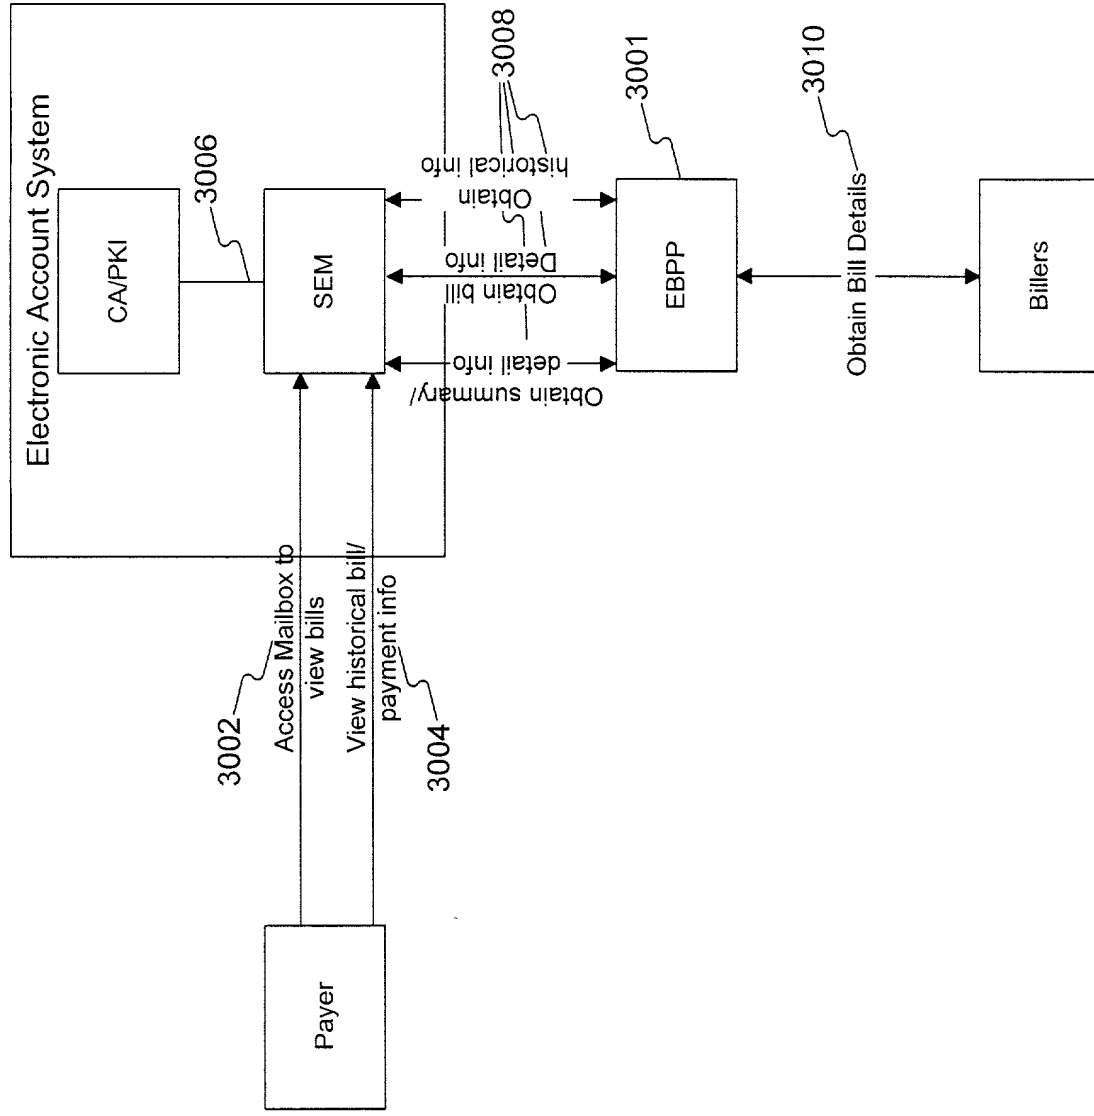 Electronic Account System
CA/PKI
3006
SEM
3002
Access Mailbox to
view bills
View historical bill/
payment info
3004
Payer
Obtain summary/
detail info
Obtain bill
Detail info
Obtain
historical info
3008
EBPP
3001
Obtain Bill Details
3010
Billers